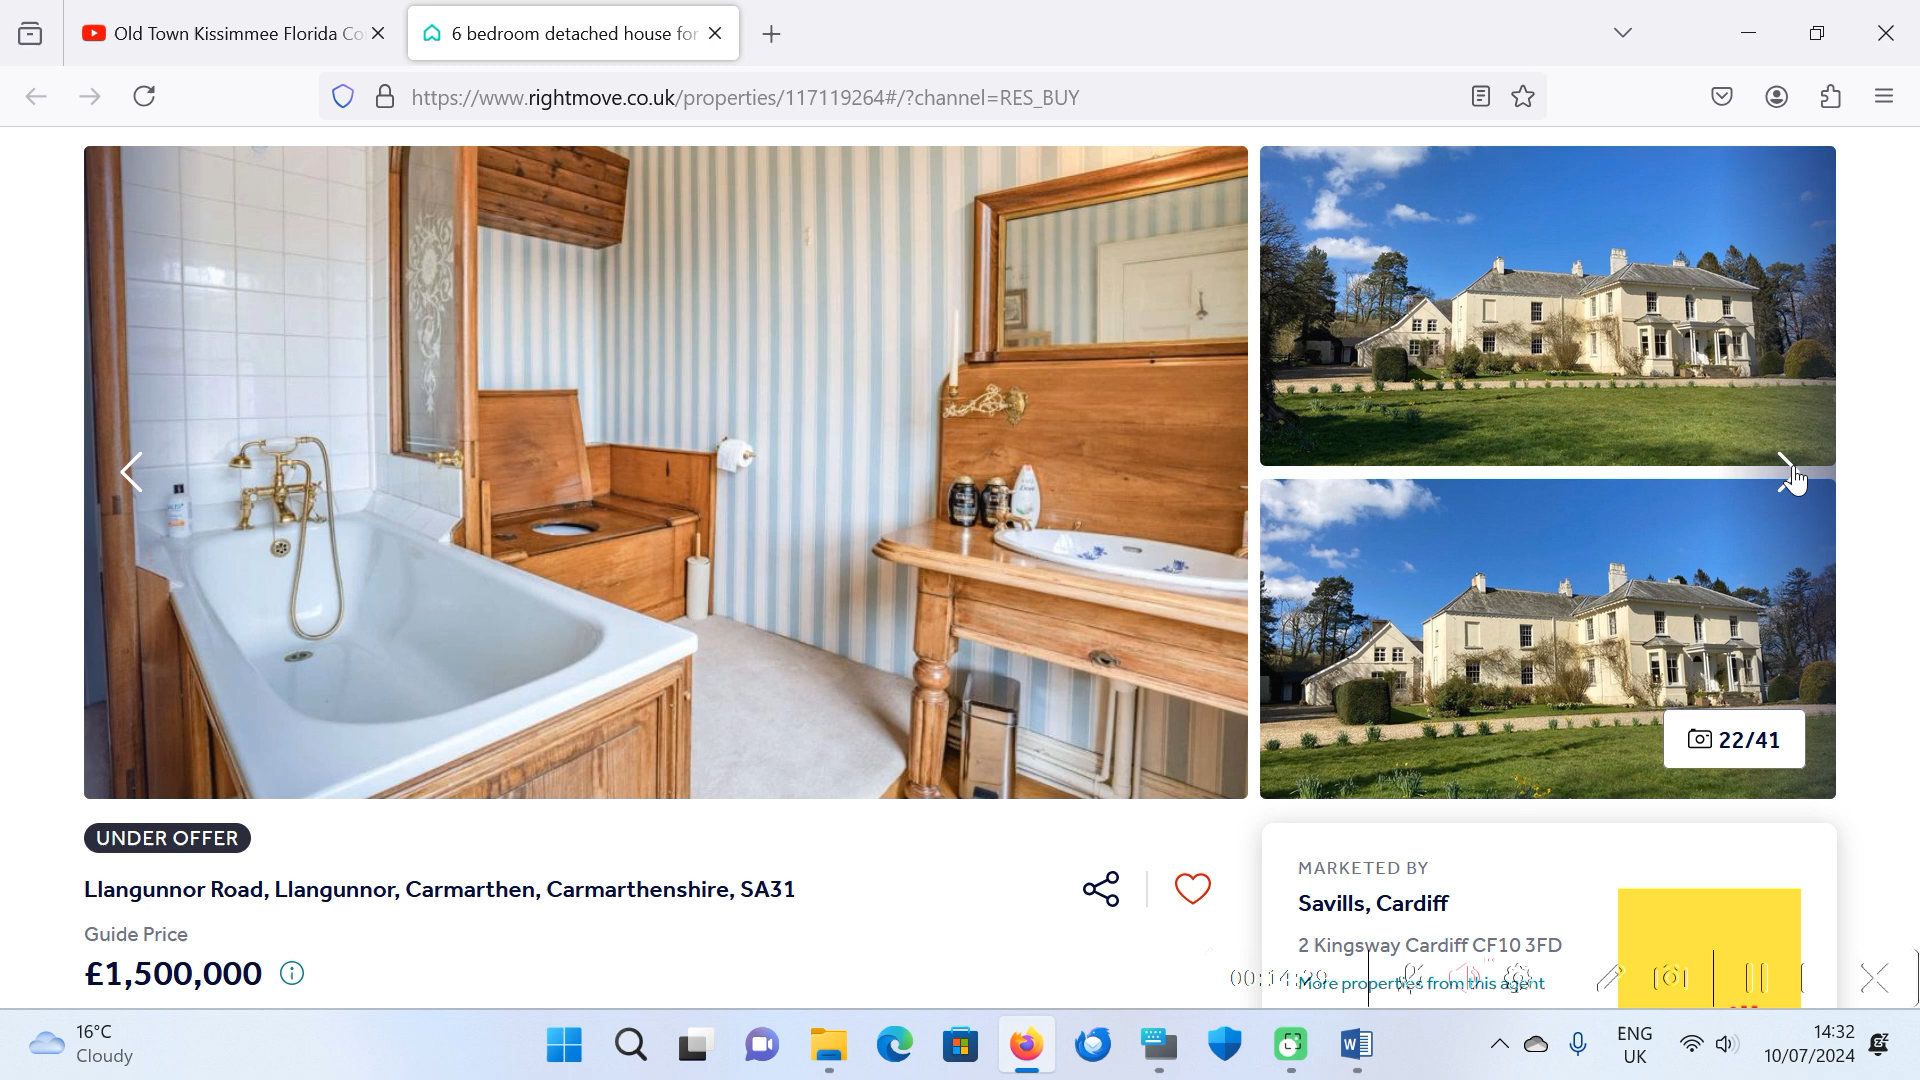 Old Town Kissimmee Florida Co
6 bedroom detached house for
https://www.rightmove.co.uk/properties/117119264#/?channel=RES_BUY
22/41
UNDER OFFER
Llangunnor Road, Llangunnor, Carmarthen, Carmarthenshire, SA31
Guide Price
£1,500,000
MARKETED BY
Savills, Cardiff
2 Kingsway Cardiff CF10 3FD
More properties from this agent
00:14:29
16°C
Cloudy
ENG
UK
14:32
10/07/2024